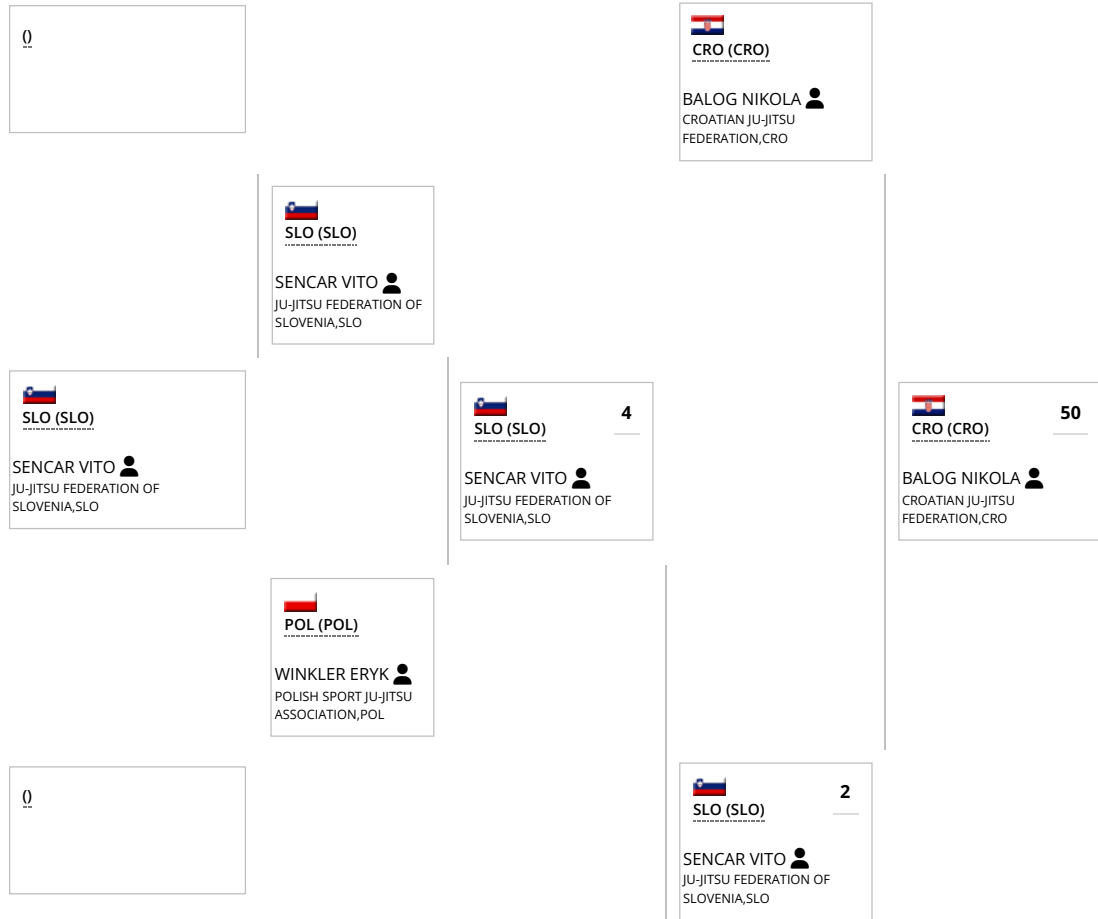 ()
CRO (CRO)
BALOG NIKOLA
CROATIAN JU-JITSU
FEDERATION,CRO
SLO (SLO)
SENCAR VITO
JU-JITSU FEDERATION OF
SLOVENIA,SLO
SLO (SLO)
SENCAR VITO
JU-JITSU FEDERATION OF
SLOVENIA,SLO
SLO (SLO)
4
SENCAR VITO
JU-JITSU FEDERATION OF
SLOVENIA,SLO
CRO (CRO)
50
BALOG NIKOLA
CROATIAN JU-JITSU
FEDERATION,CRO
POL (POL)
WINKLER ERYK
POLISH SPORT JU-JITSU
ASSOCIATION,POL
()
SLO (SLO)
2
SENCAR VITO
JU-JITSU FEDERATION OF
SLOVENIA,SLO